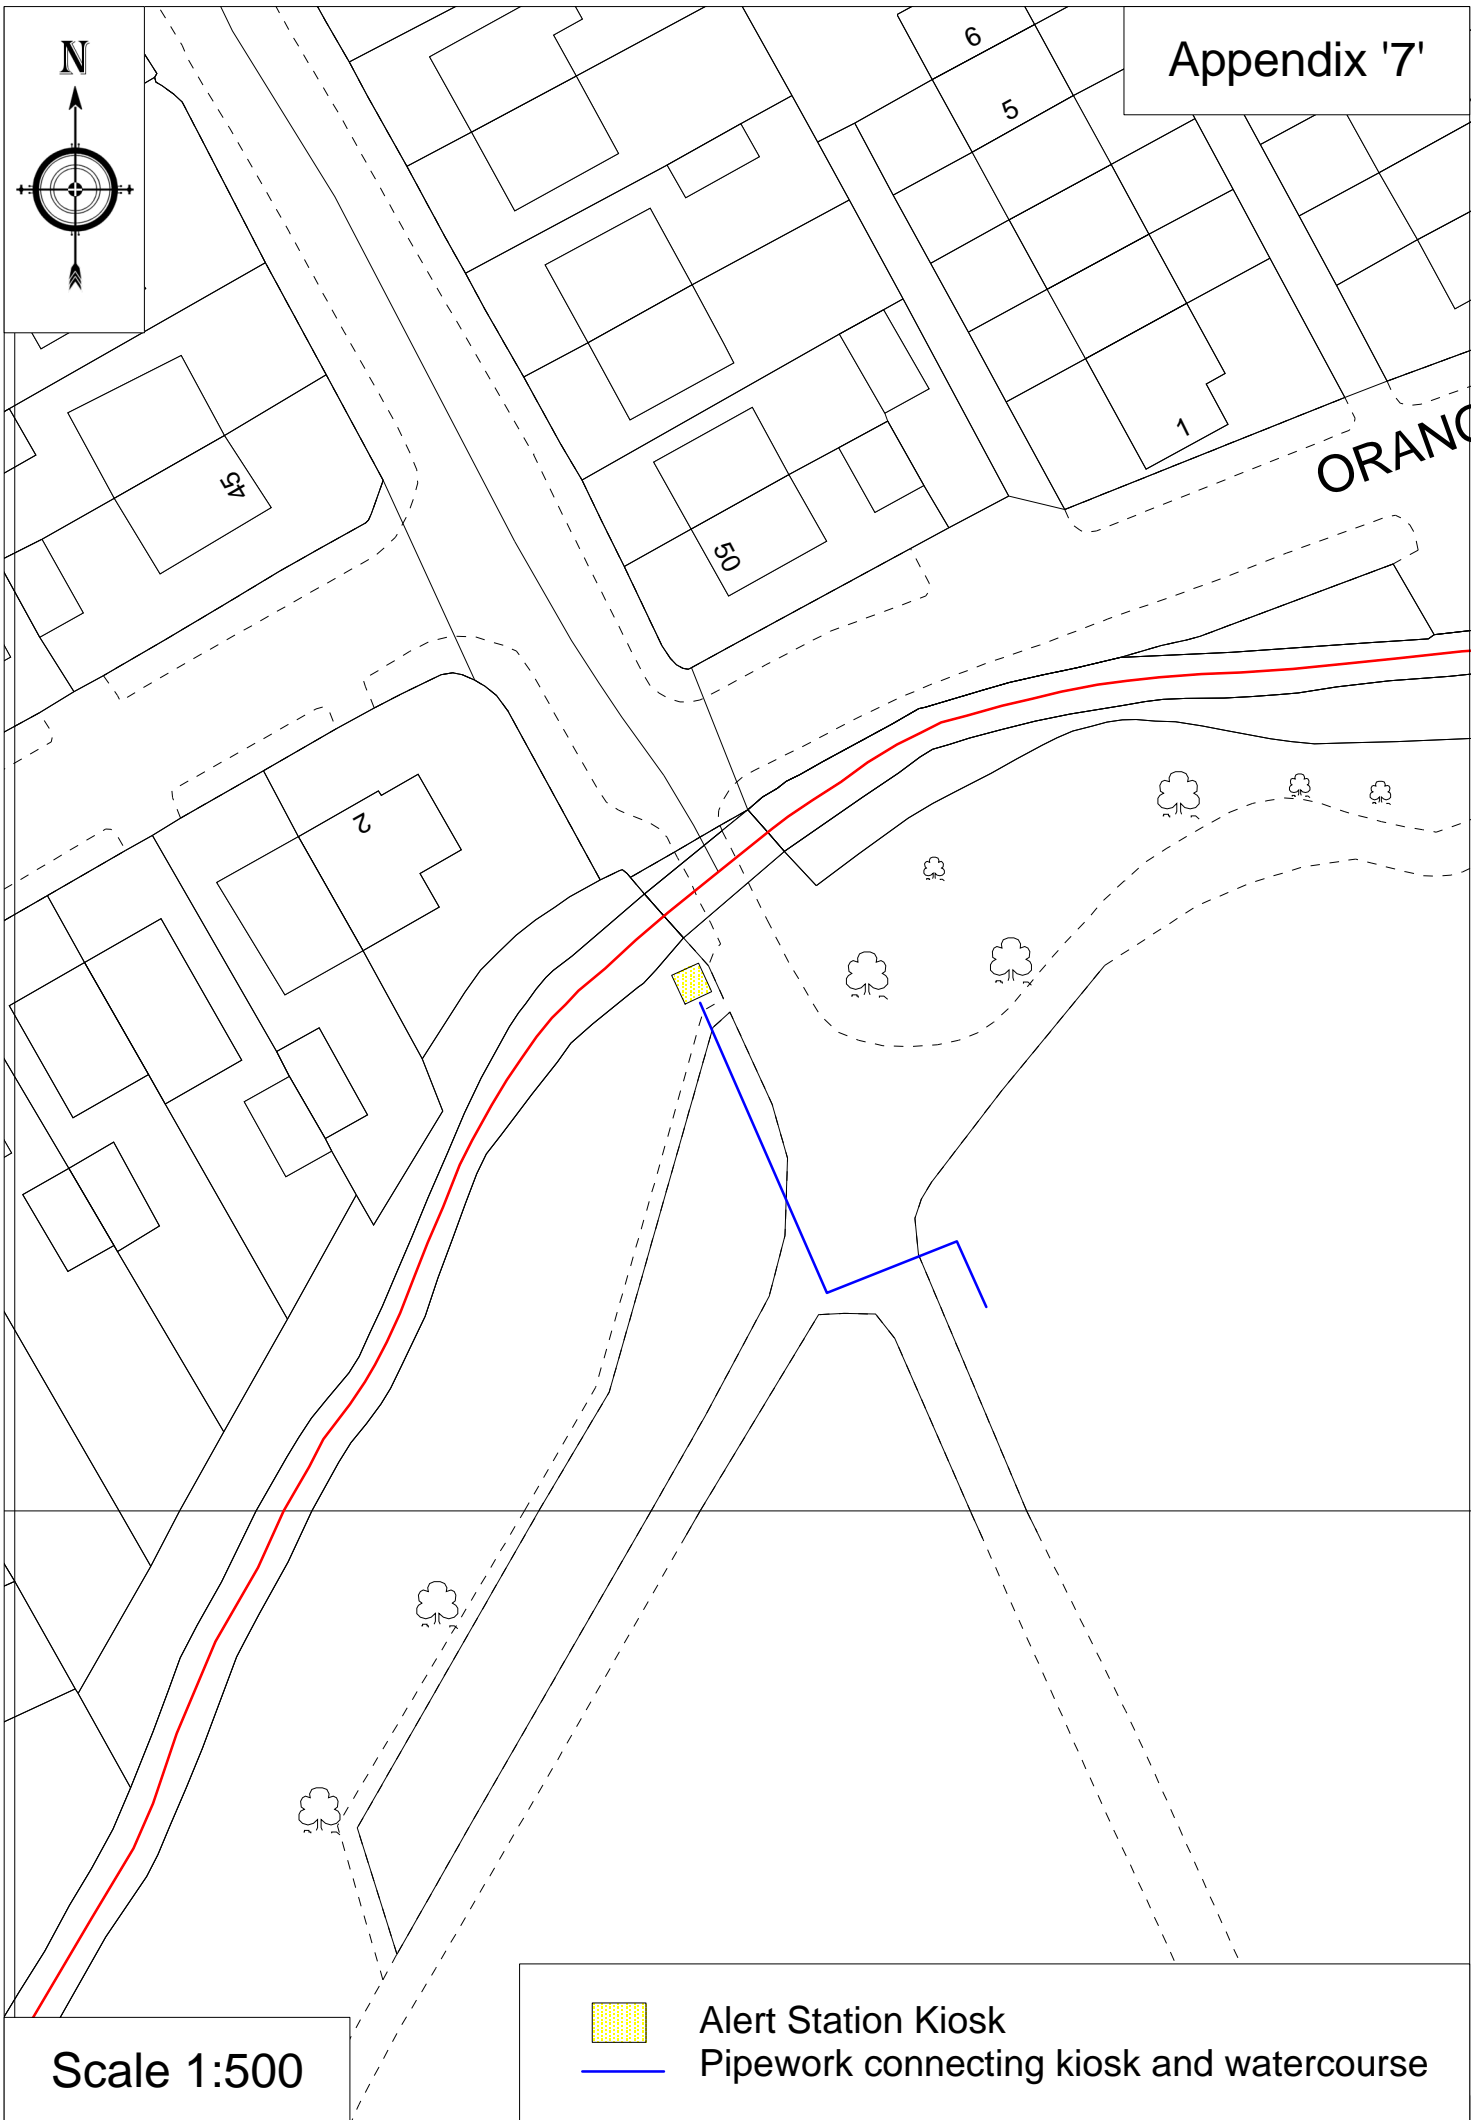 N
Appendix '7'
6
5
1
45
50
2
Scale 1:500
Alert Station Kiosk
Pipework connecting kiosk and watercourse